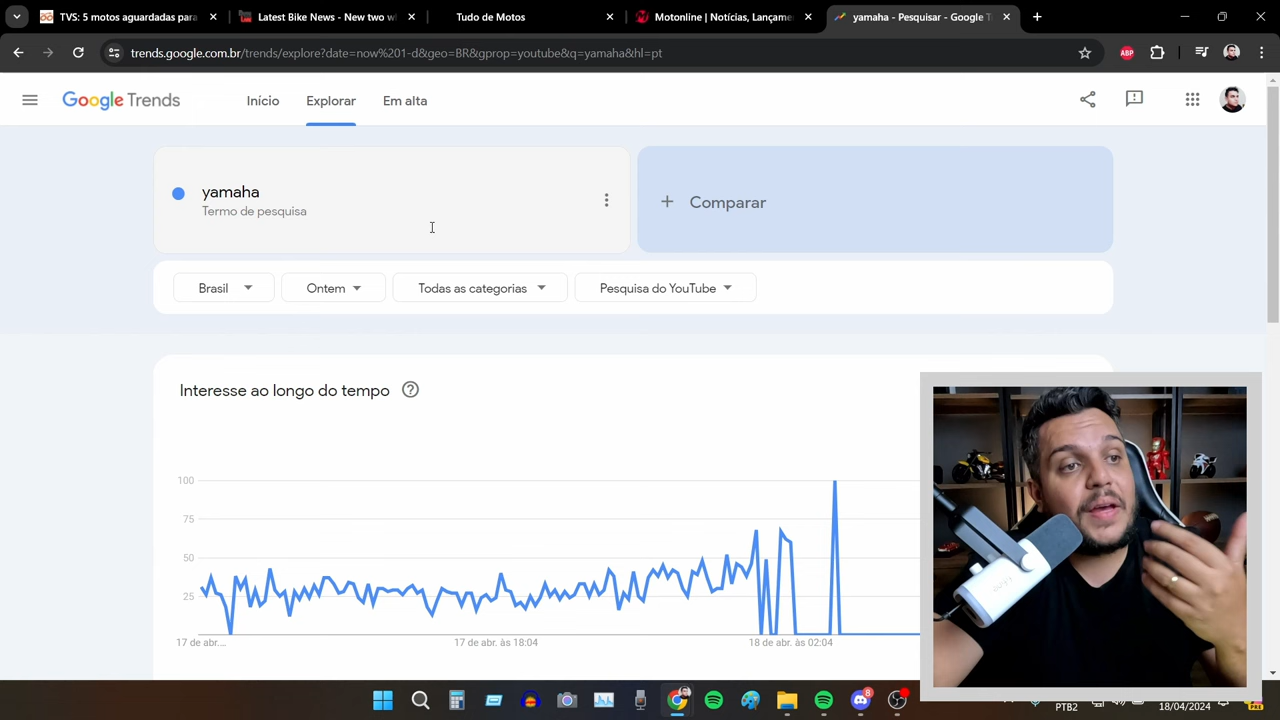 TVS: 5 motos aguardadas para
Latest Bike News - New two wh
Tudo de Motos
Motonline | Notícias, Lançame
yamaha - Pesquisar - Google T
trends.google.com.br/trends/explore?date=now%201-d&geo=BR&gprop=youtube&q=yamaha&hl=pt
ABP
Google Trends
Início
Explorar
Em alta
yamaha
Termo de pesquisa
Comparar
Brasil
Ontem
Todas as categorias
Pesquisa do YouTube
Interesse ao longo do tempo
100
75
50
25
17 de abr....
17 de abr. às 18:04
18 de abr. às 02:04
8
PTB2
18/04/2024
PRE